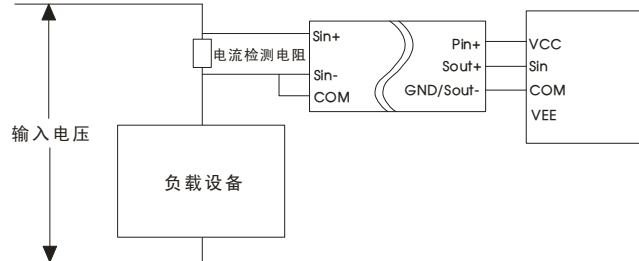 Sin+
电流检测电阻
Sin-
COM
Pin+
Sout+
GND/Sout-
VCC
Sin
COM
VEE
输入电压
负载设备